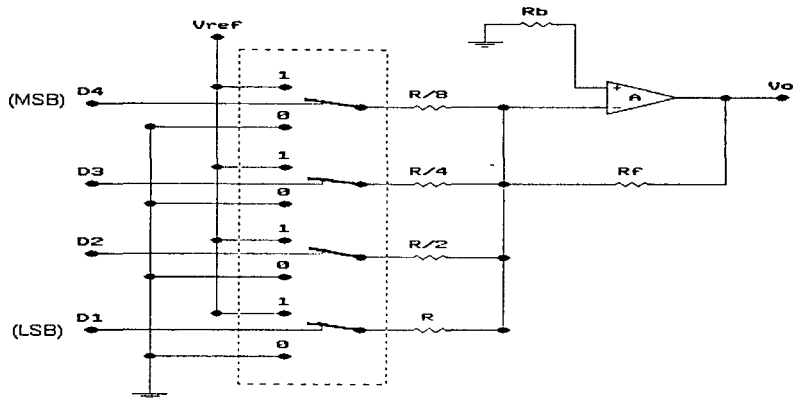 Rb
Vref
(MSB) D4
1
0
R/8
+
-
A
Vo
D3
1
0
R/4
Rf
D2
1
0
R/2
(LSB) D1
1
0
R